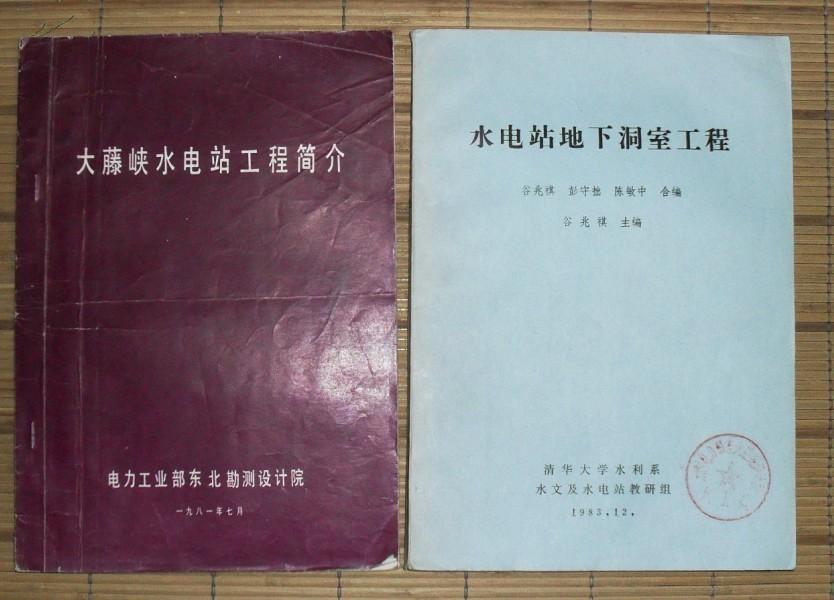 大藤峡水电站工程简介
电力工业部东北勘测设计院
一九八一年七月
水电站地下洞室工程
谷兆祺 彭守拙 陈敏中 合编
谷兆祺 主编
清华大学水利系
水文及水电站教研组
1983.12.